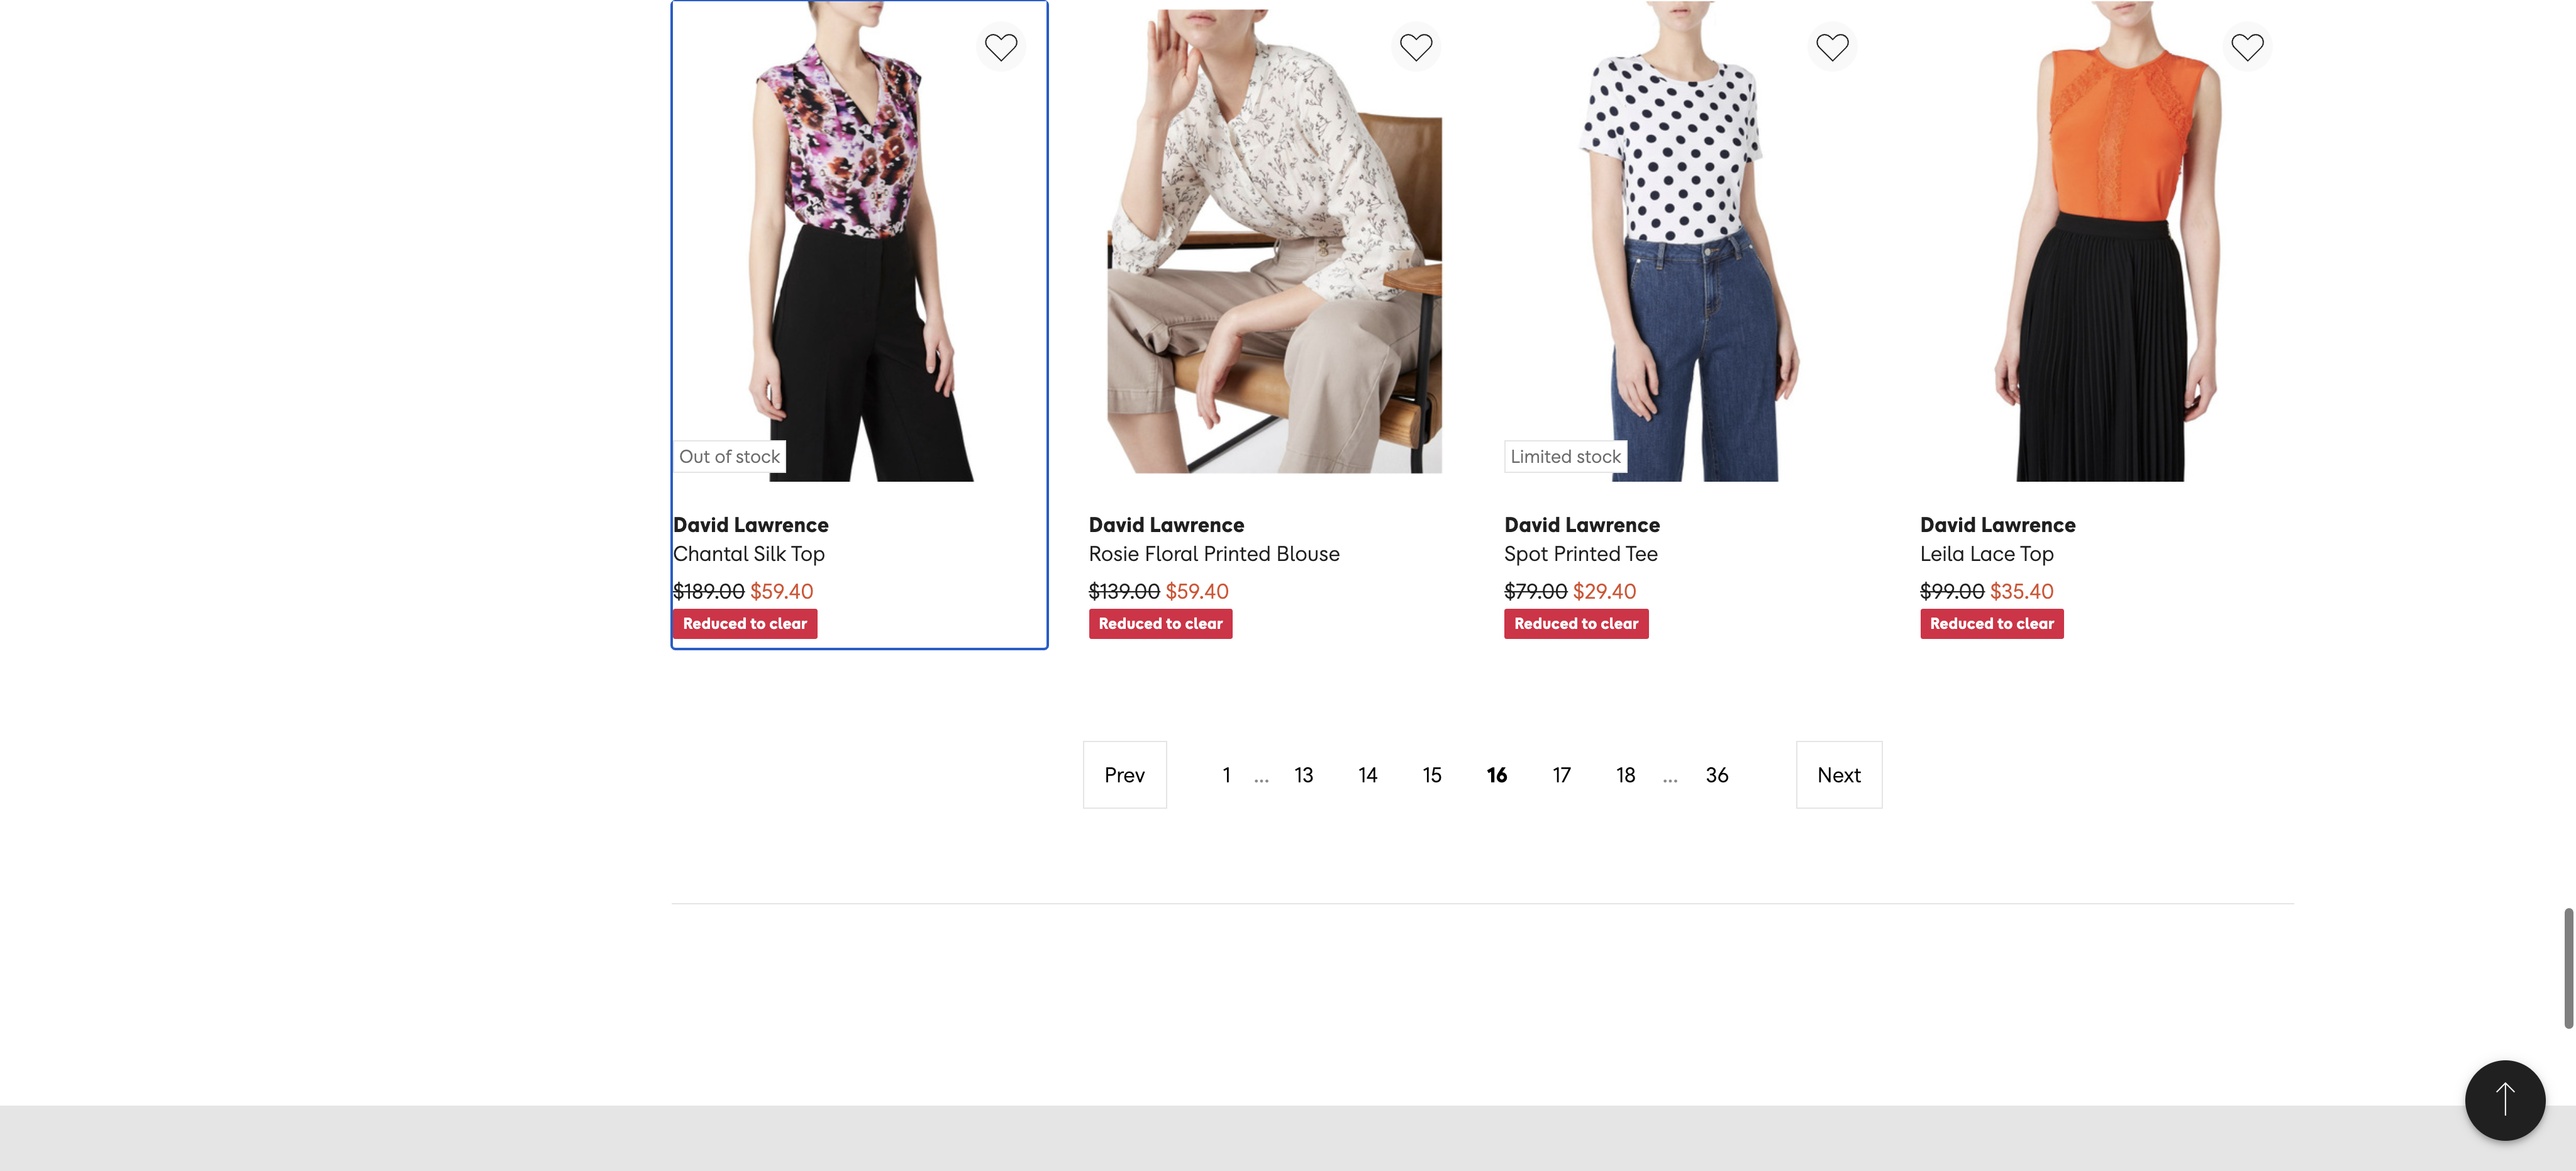 Out of stock
David Lawrence
Chantal Silk Top
$189.00 $59.40
Reduced to clear
David Lawrence
Rosie Floral Printed Blouse
$139.00 $59.40
Reduced to clear
Limited stock
David Lawrence
Spot Printed Tee
$79.00 $29.40
Reduced to clear
David Lawrence
Leila Lace Top
$99.00 $35.40
Reduced to clear
Prev 1 ... 13 14 15 16 17 18 ... 36 Next